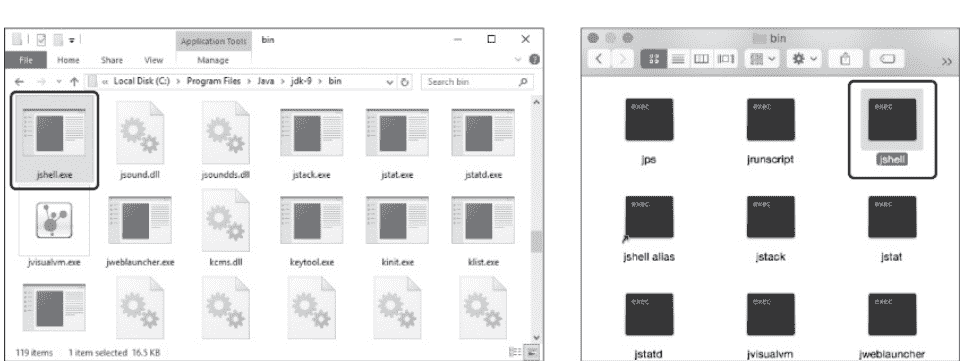 Application Tools bin
File Home Share View Manage
« Local Disk (C:) > Program Files > Java > jdk-9 > bin
Search bin
jshell.exe jsound.dll jsoundds.dll jstack.exe jstat.exe jstatd.exe
jvisualvm.exe jweblauncher.exe kcms.dll keytool.exe kinit.exe klist.exe
119 items 1 item selected 16.5 KB
bin
exec exec exec
jps jrunscript jshell
exec exec exec
jshell alias jstack jstat
exec exec exec
jstatd jvisualvm jweblauncher